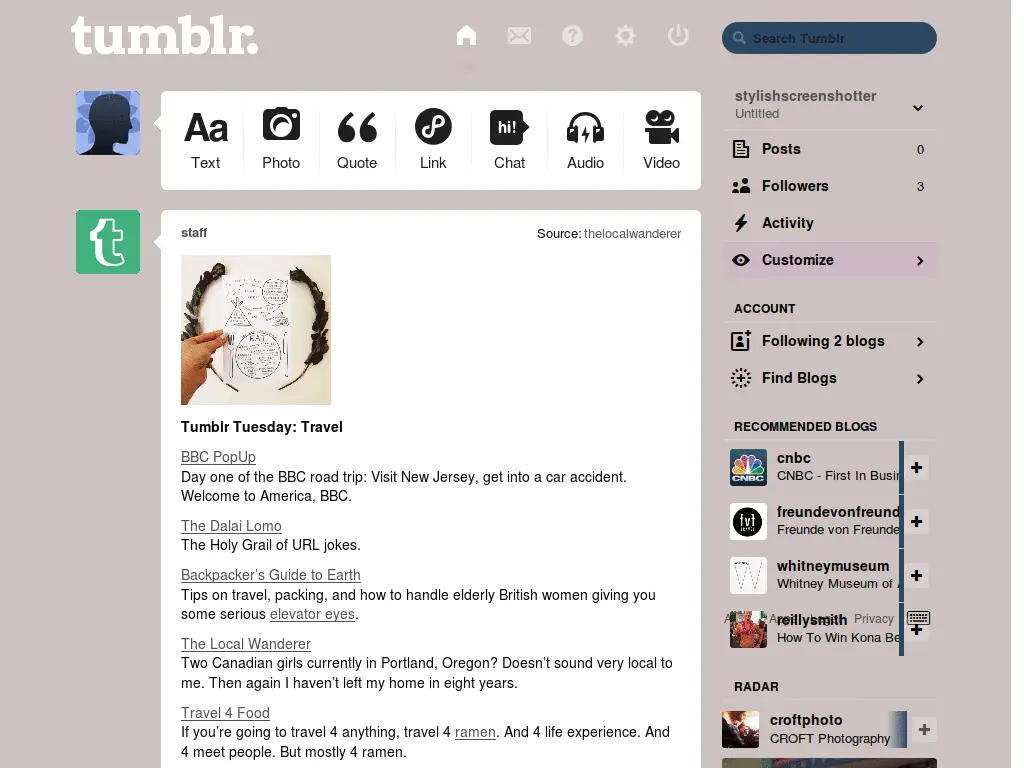 tumblr.
Search Tumblr
Aa
Text
Photo
Quote
Link
hi!
Chat
Audio
Video
staff
Source: thelocalwanderer
EAT
Tumblr Tuesday: Travel
BBC PopUp
Day one of the BBC road trip: Visit New Jersey, get into a car accident.
Welcome to America, BBC.
The Dalai Lomo
The Holy Grail of URL jokes.
Backpacker’s Guide to Earth
Tips on travel, packing, and how to handle elderly British women giving you
some serious elevator eyes.
The Local Wanderer
Two Canadian girls currently in Portland, Oregon? Doesn’t sound very local to
me. Then again I haven’t left my home in eight years.
Travel 4 Food
If you’re going to travel 4 anything, travel 4 ramen. And 4 life experience. And
4 meet people. But mostly 4 ramen.
stylishscreenshotter
Untitled
Posts 0
Followers 3
Activity
Customize
ACCOUNT
Following 2 blogs
Find Blogs
RECOMMENDED BLOGS
CNBC
cnbc
CNBC - First In Busin
fvf
freundevonfreund
Freunde von Freunde
W
whitneymuseum
Whitney Museum of A
reillysmith
Privacy
How To Win Kona Be
RADAR
croftphoto
CROFT Photography